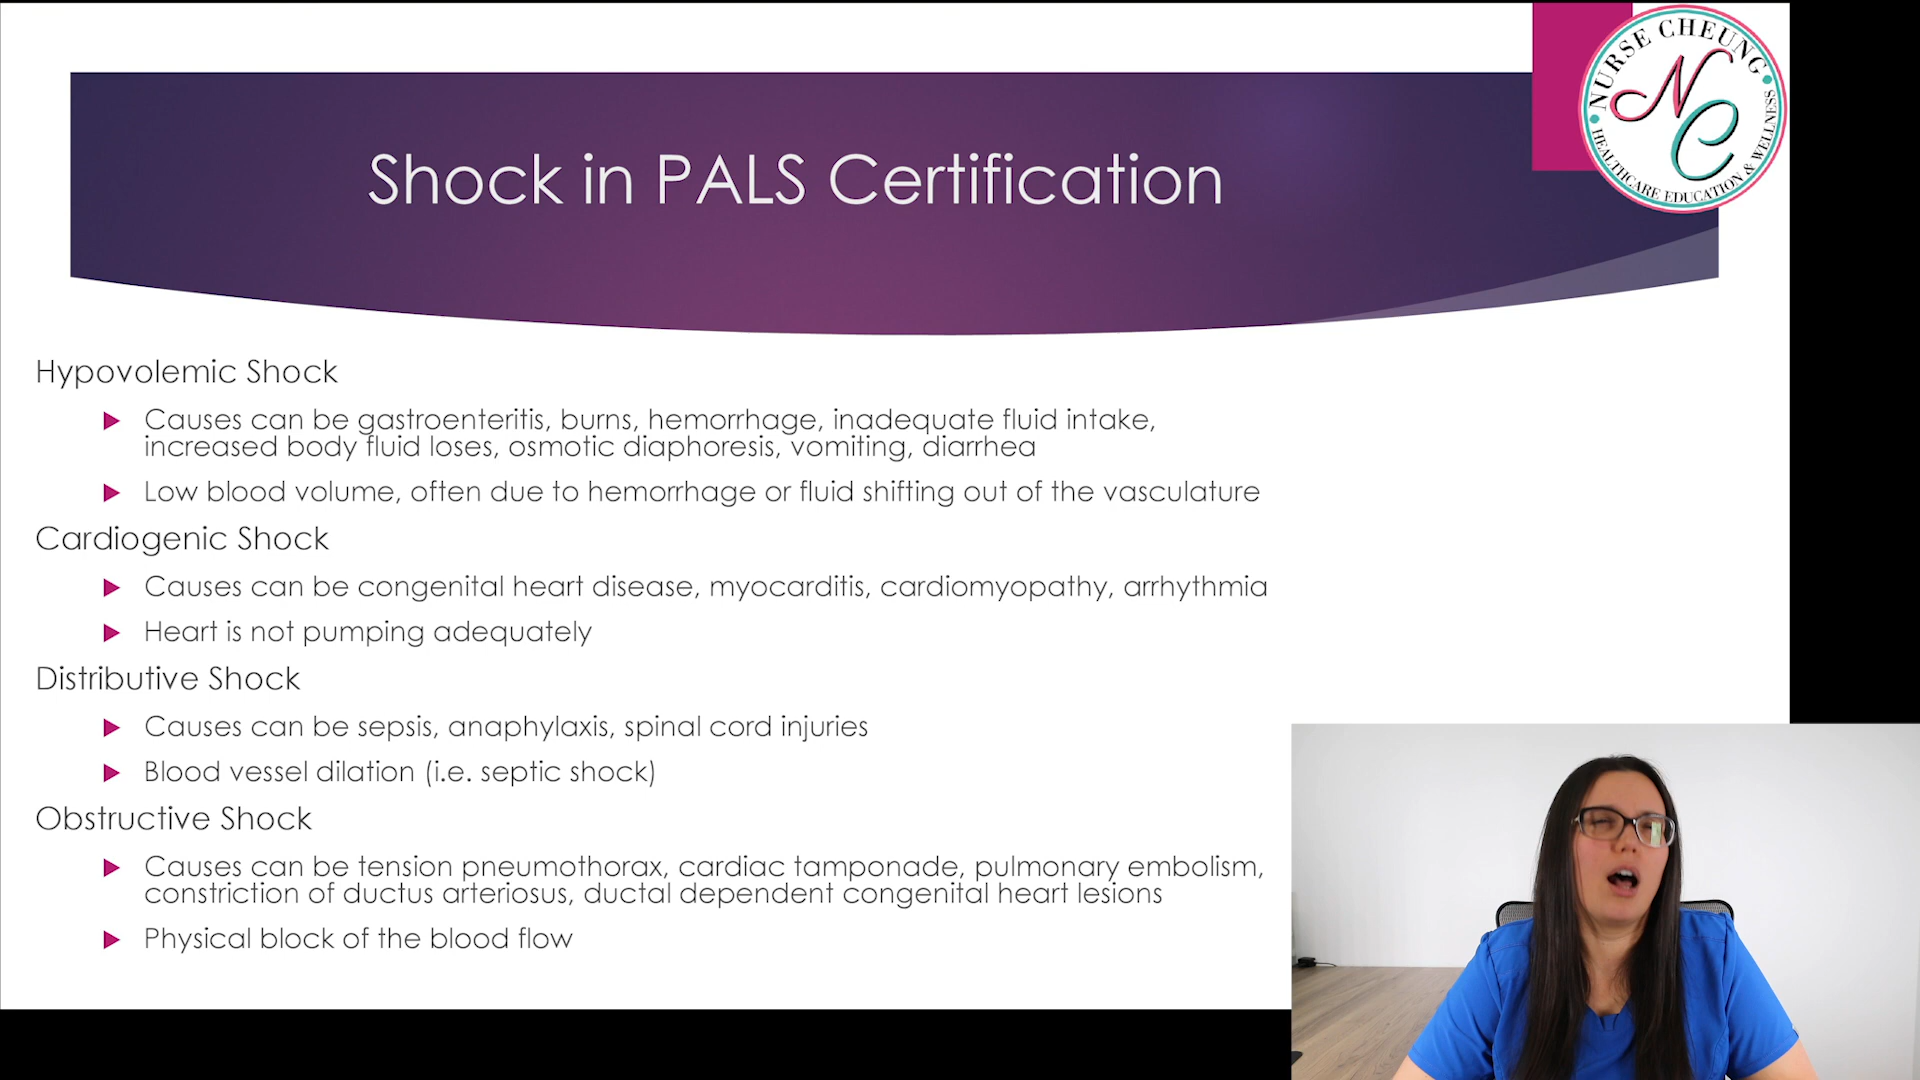 NURSE CHEUNG
NC
HEALTHCARE EDUCATION & WELLNESS
Shock in PALS Certification
Hypovolemic Shock
Causes can be gastroenteritis, burns, hemorrhage, inadequate fluid intake,
increased body fluid loses, osmotic diaphoresis, vomiting, diarrhea
Low blood volume, often due to hemorrhage or fluid shifting out of the vasculature
Cardiogenic Shock
Causes can be congenital heart disease, myocarditis, cardiomyopathy, arrhythmia
Heart is not pumping adequately
Distributive Shock
Causes can be sepsis, anaphylaxis, spinal cord injuries
Blood vessel dilation (i.e. septic shock)
Obstructive Shock
Causes can be tension pneumothorax, cardiac tamponade, pulmonary embolism,
constriction of ductus arteriosus, ductal dependent congenital heart lesions
Physical block of the blood flow